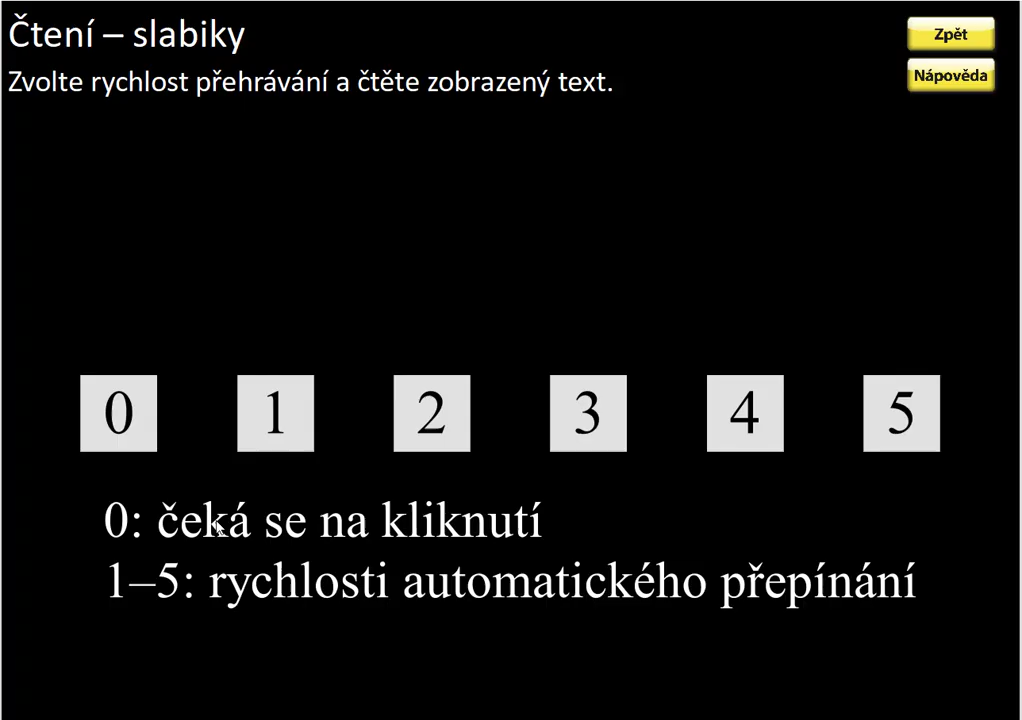 Čtení – slabiky
Zpět
Zvolte rychlost přehrávání a čtěte zobrazený text.
Nápověda
0 1 2 3 4 5
0: čeká se na kliknutí
1–5: rychlosti automatického přepínání